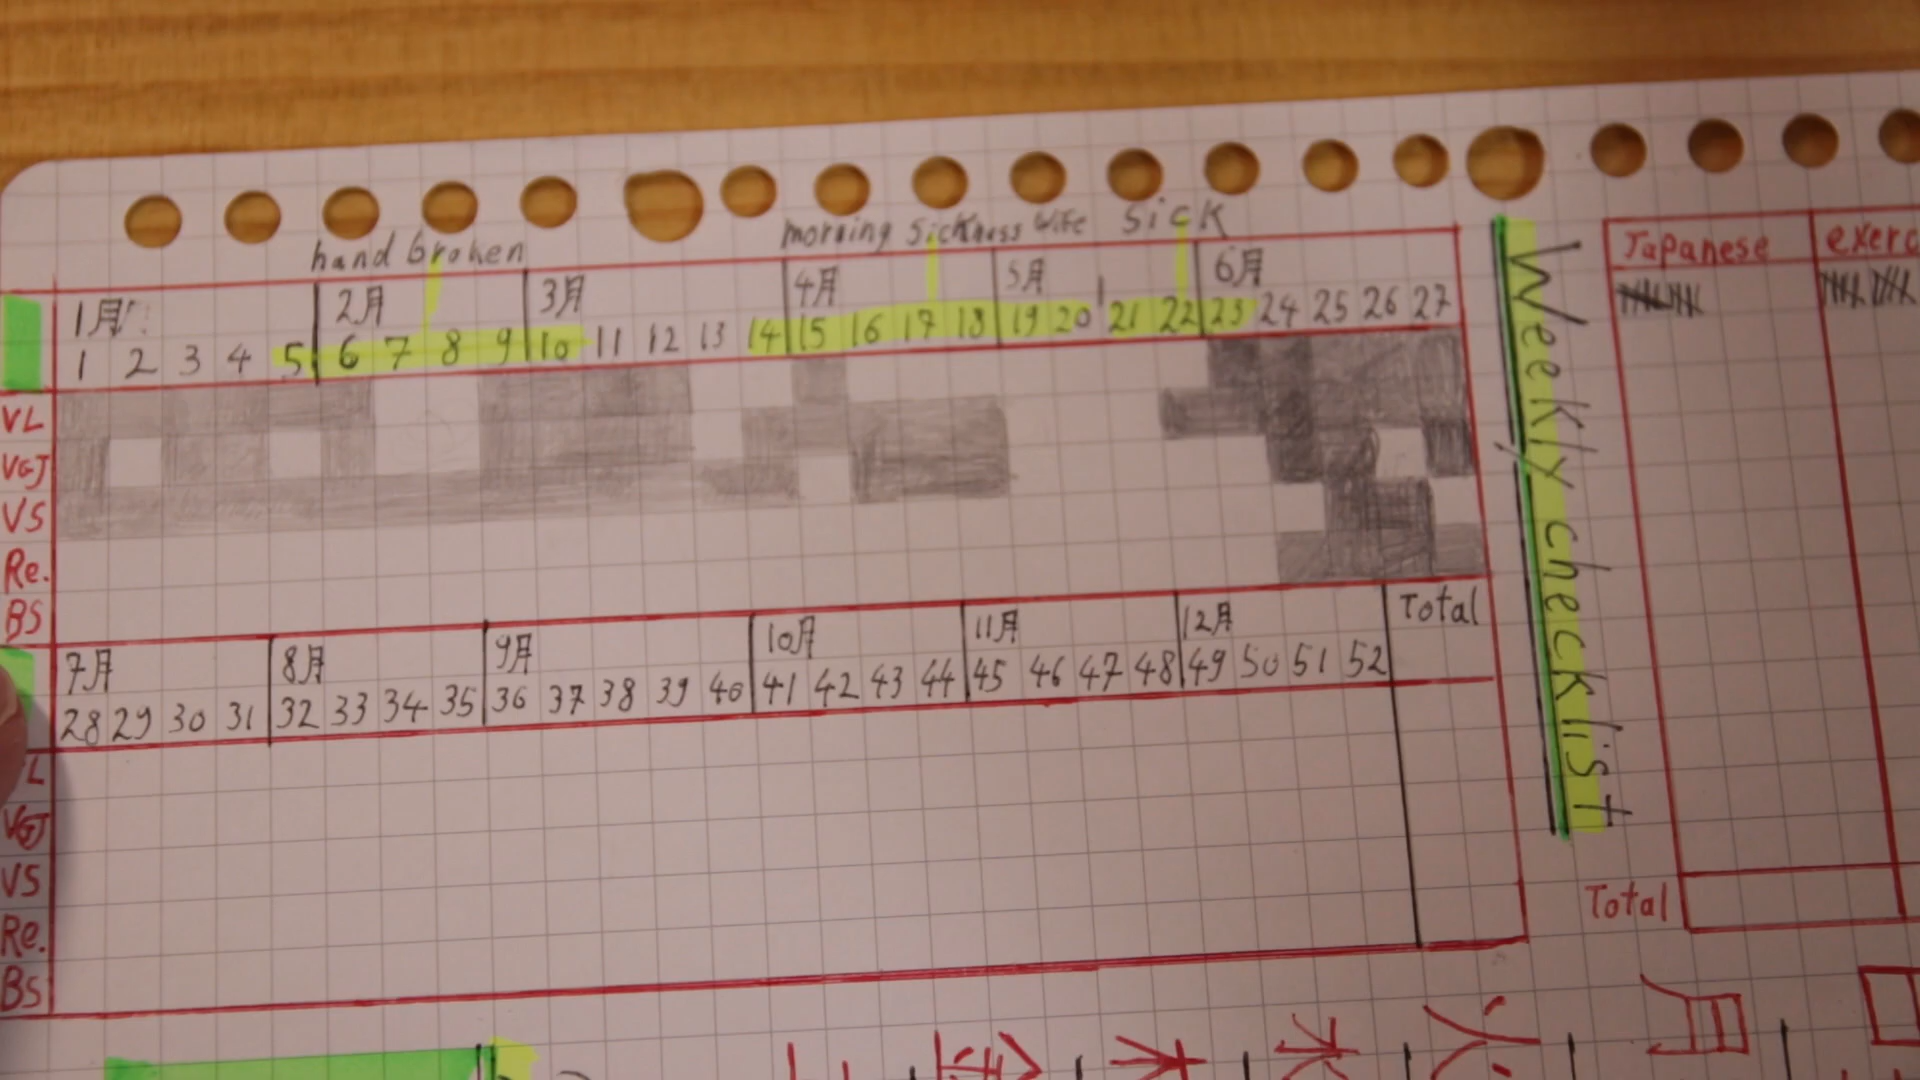 hand broken
morning sickness wife
sick
1月 2月 3月 4月 5月 6月
1 2 3 4 5 6 7 8 9 10 11 12 13 14 15 16 17 18 19 20 21 22 23 24 25 26 27
VL
VGJ
VS
Re.
BS
7月 8月 9月 10月 11月 12月 Total
28 29 30 31 32 33 34 35 36 37 38 39 40 41 42 43 44 45 46 47 48 49 50 51 52
L
VGJ
VS
Re.
BS
Weekly checklist
Japanese
exerc
Total